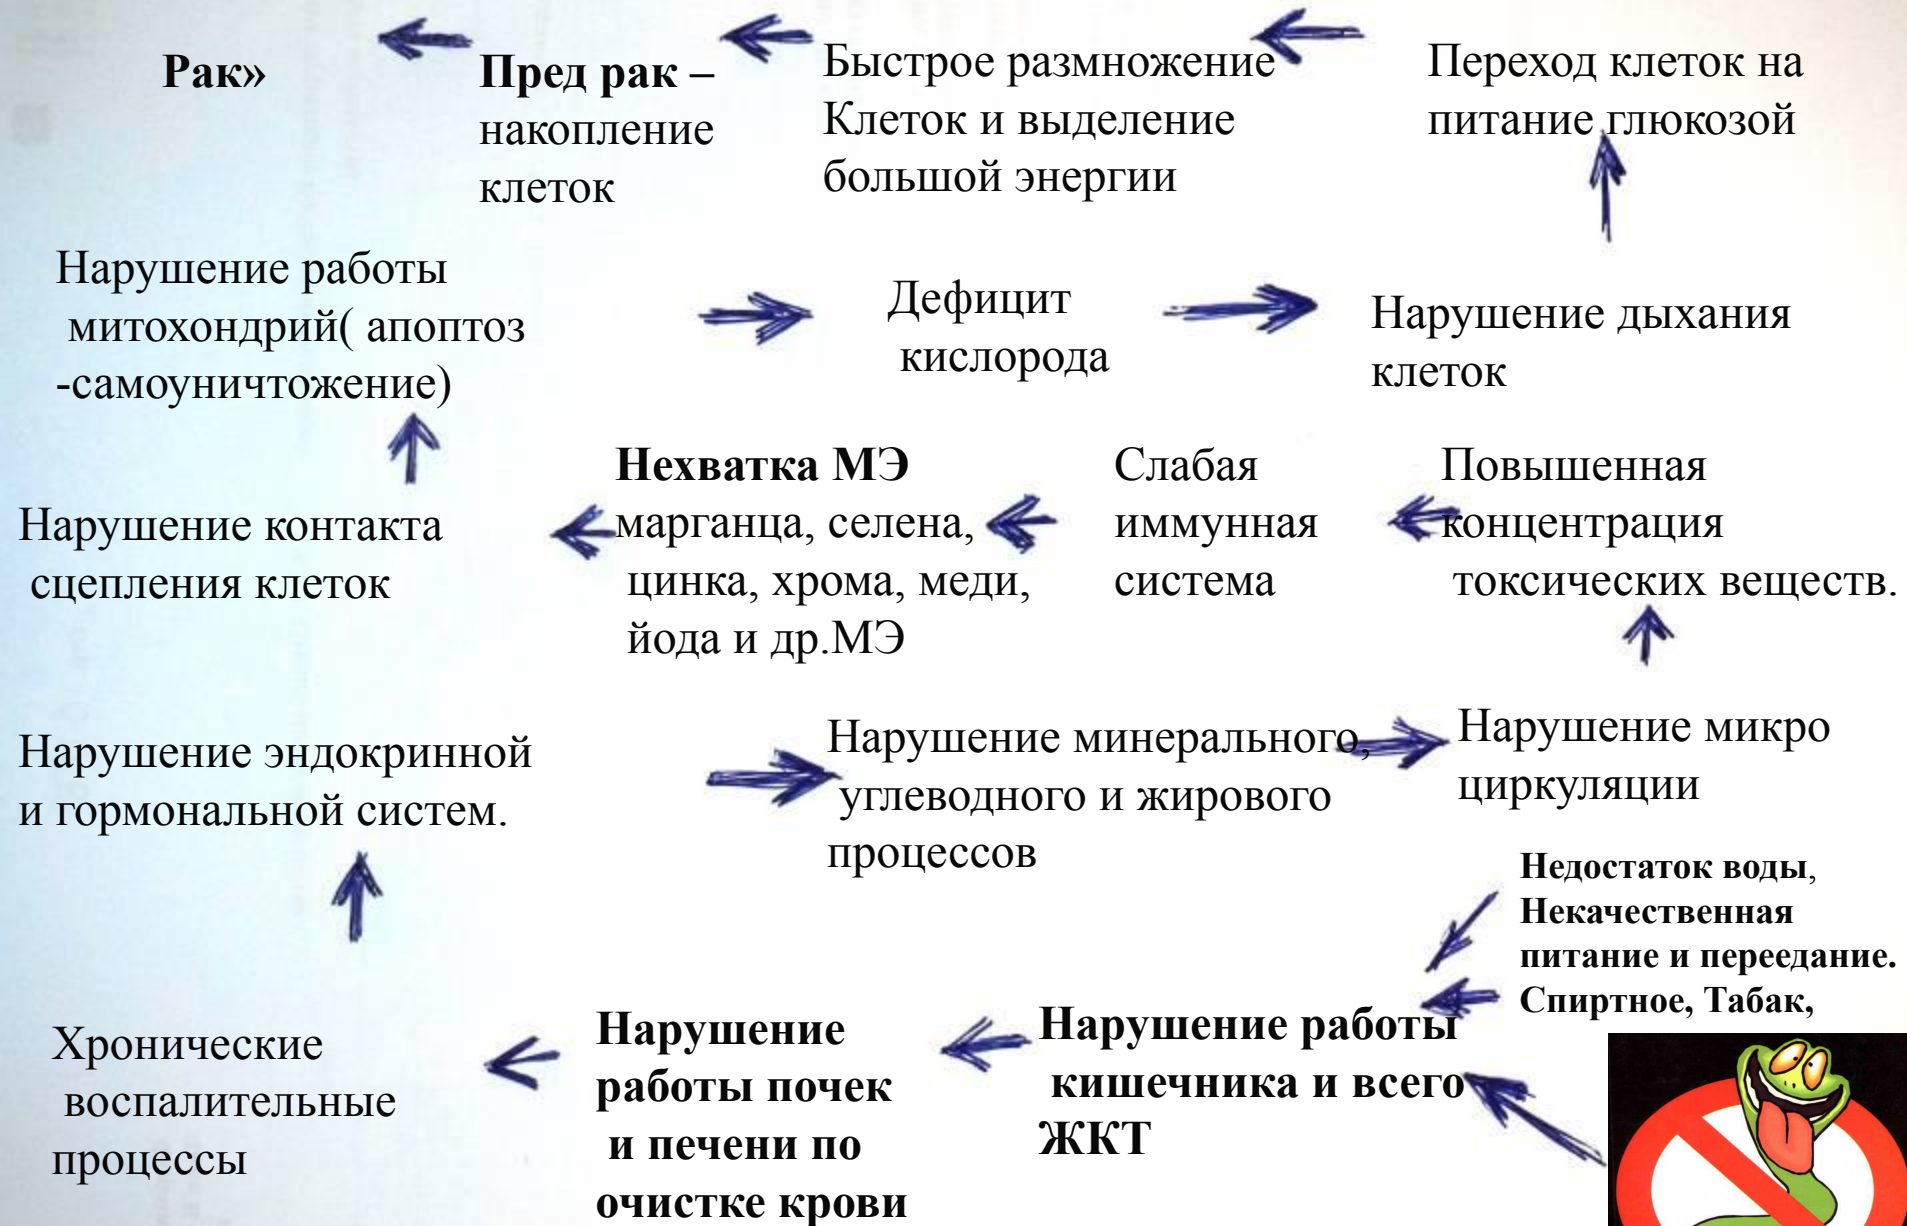 Рак»
Пред рак –
накопление
клеток
Быстрое размножение
Клеток и выделение
большой энергии
Переход клеток на
питание глюкозой
Нарушение работы
митохондрий( апоптоз
-самоуничтожение)
Дефицит
кислорода
Нарушение дыхания
клеток
Нарушение контакта
сцепления клеток
Нехватка МЭ
марганца, селена,
цинка, хрома, меди,
йода и др.МЭ
Слабая
иммунная
система
Повышенная
концентрация
токсических веществ.
Нарушение эндокринной
и гормональной систем.
Нарушение минерального,
углеводного и жирового
процессов
Нарушение микро
циркуляции
Недостаток воды,
Некачественная
питание и переедание.
Спиртное, Табак,
Хронические
воспалительные
процессы
Нарушение
работы почек
и печени по
очистке крови
Нарушение работы
кишечника и всего
ЖКТ